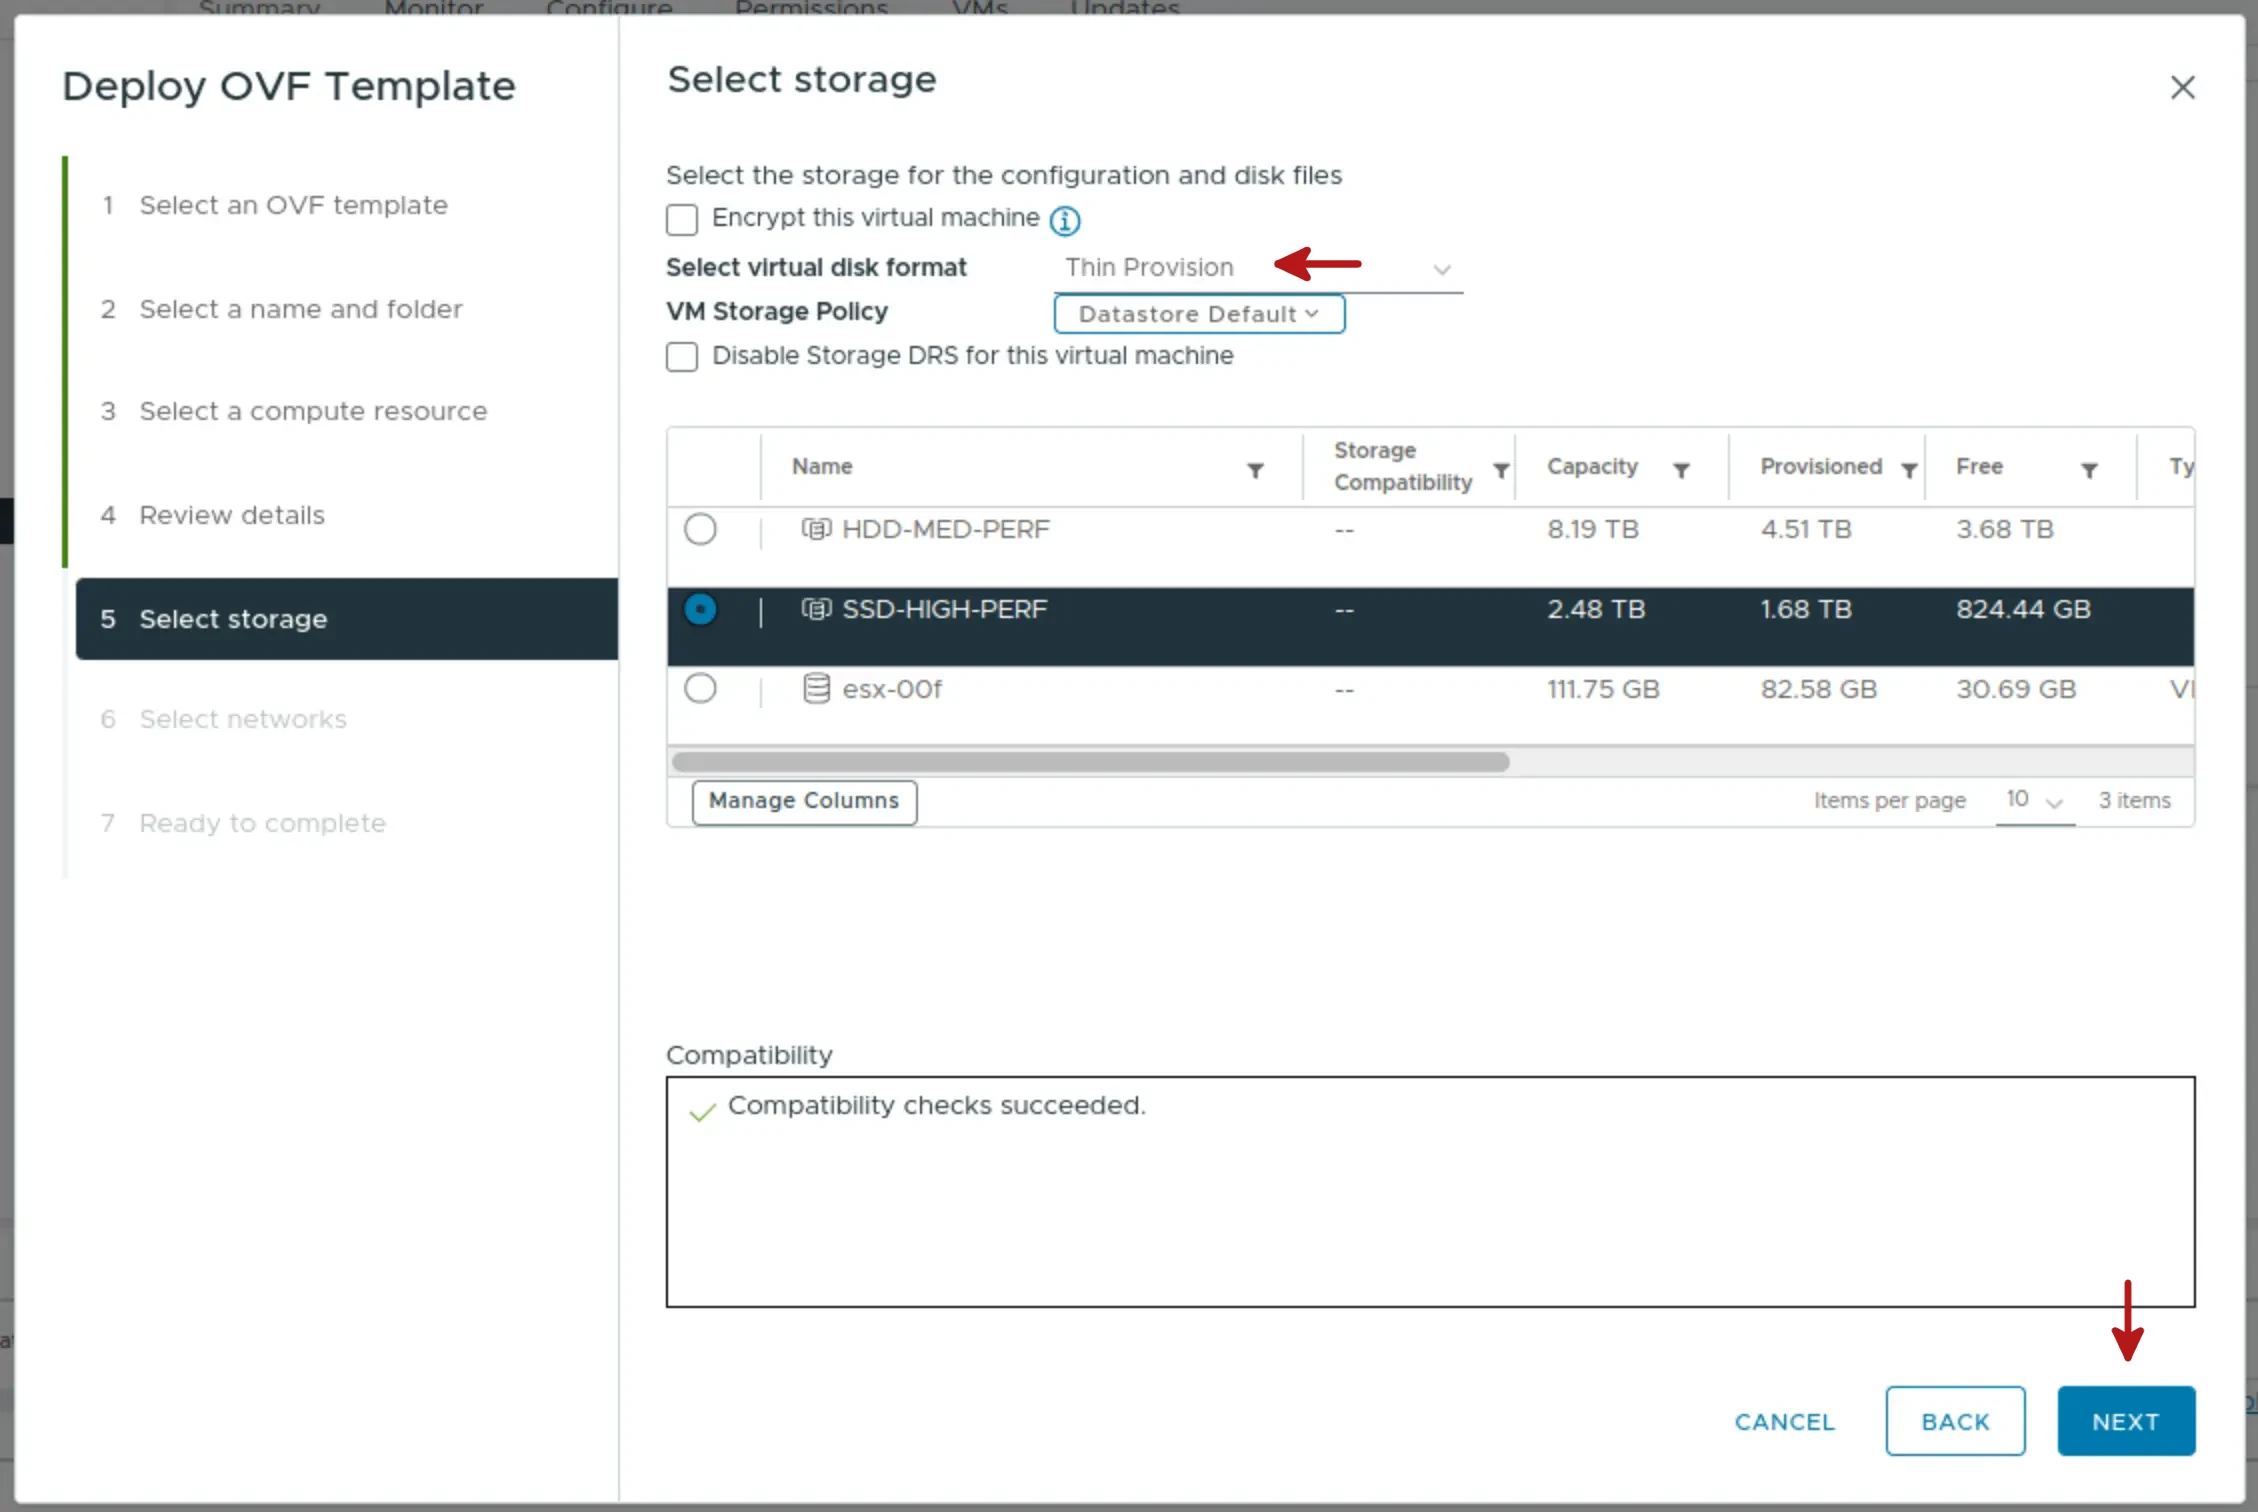 Summary Monitor Configure Permissions VMs Updates
Deploy OVF Template
1 Select an OVF template
2 Select a name and folder
3 Select a compute resource
4 Review details
5 Select storage
6 Select networks
7 Ready to complete
Select storage
Select the storage for the configuration and disk files
Encrypt this virtual machine
Select virtual disk format Thin Provision
VM Storage Policy Datastore Default
Disable Storage DRS for this virtual machine
Name Storage Compatibility Capacity Provisioned Free Ty
HDD-MED-PERF -- 8.19 TB 4.51 TB 3.68 TB
SSD-HIGH-PERF -- 2.48 TB 1.68 TB 824.44 GB
esx-00f -- 111.75 GB 82.58 GB 30.69 GB
Manage Columns Items per page 10 3 items
Compatibility
Compatibility checks succeeded.
CANCEL BACK NEXT